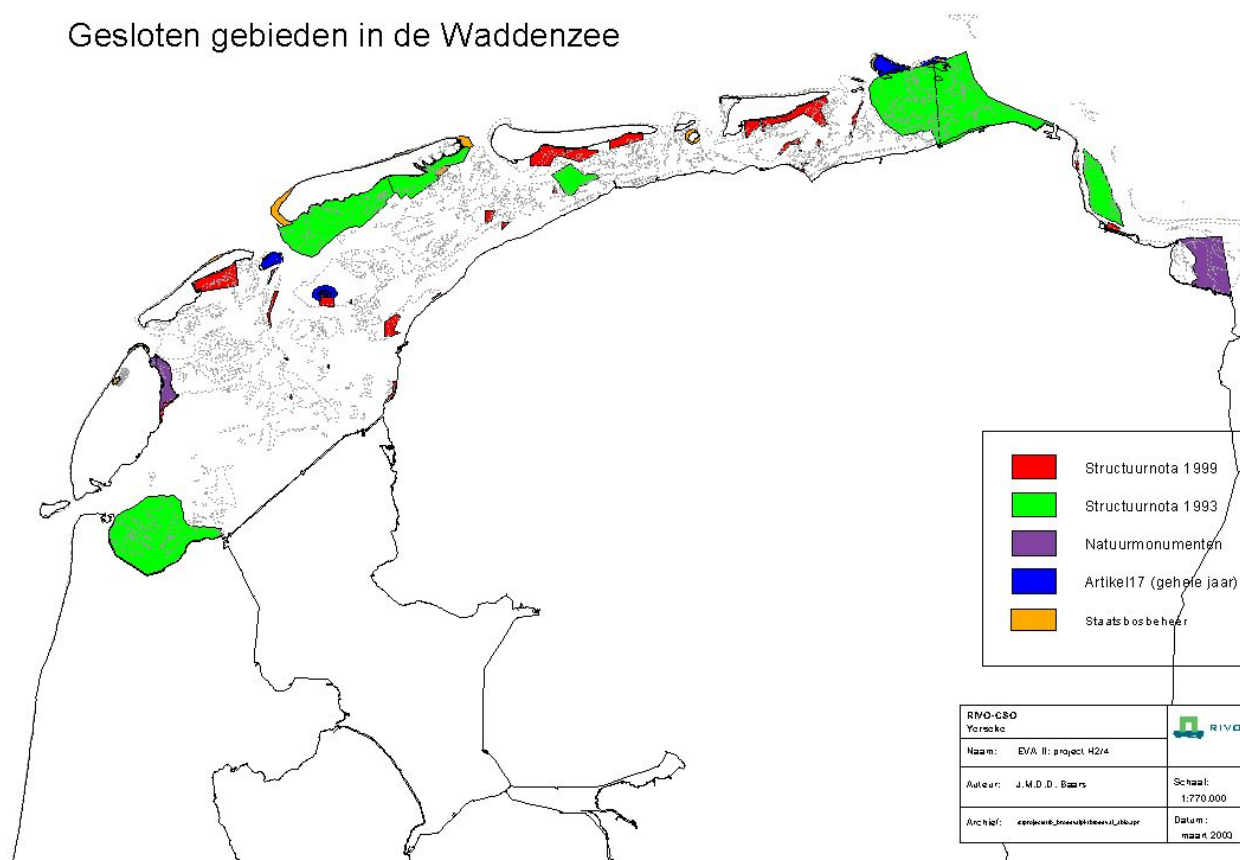 Gesloten gebieden in de Waddenzee
Structuurnota 1999
Structuurnota 1993
Natuurmonumenten
Artikel17 (gehele jaar)
Staatsbosbeheer
RIVO-CSO
Yerseke
RIVO
Naam: EVA II: project H2/4
Auteur: J.M.D.D. Baars
Schaal:
1:770.000
Archief:
Datum:
maart 2003